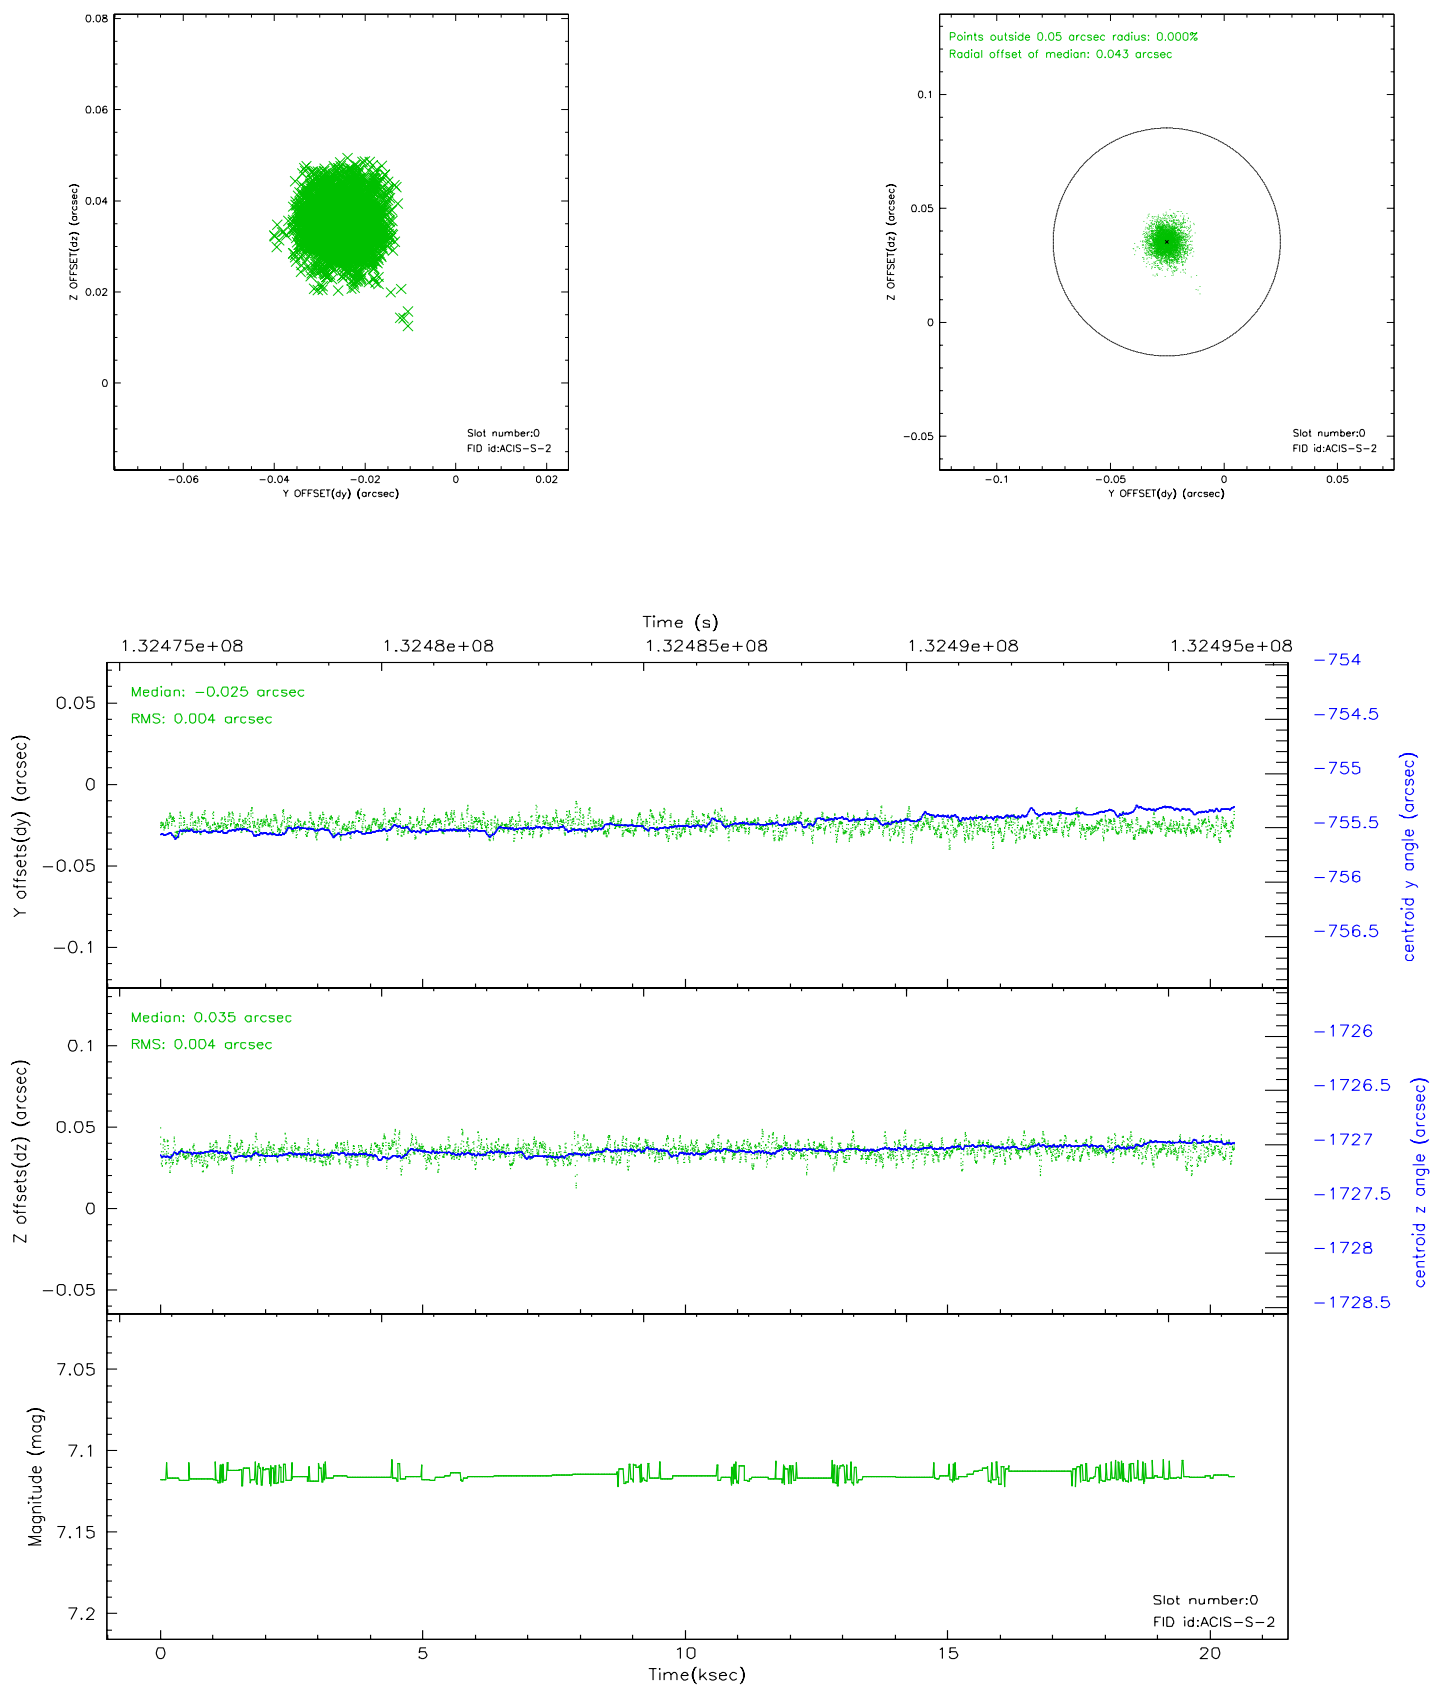 0.08
0.06
0.04
0.02
0
Z OFFSET(dz) (arcsec)
Slot number:0
FID id:ACIS-S-2
-0.06 -0.04 -0.02 0 0.02
Y OFFSET(dy) (arcsec)
Points outside 0.05 arcsec radius: 0.000%
Radial offset of median: 0.043 arcsec
0.1
0.05
0
-0.05
Z OFFSET(dz) (arcsec)
Slot number:0
FID id:ACIS-S-2
-0.1 -0.05 0 0.05
Y OFFSET(dy) (arcsec)
Time (s)
1.32475e+08 1.3248e+08 1.32485e+08 1.3249e+08 1.32495e+08
Median: -0.025 arcsec
RMS: 0.004 arcsec
0.05
0
-0.05
-0.1
Y offsets(dy) (arcsec)
-754
-754.5
-755
-755.5
-756
-756.5
centroid y angle (arcsec)
Median: 0.035 arcsec
RMS: 0.004 arcsec
0.1
0.05
0
-0.05
Z offsets(dz) (arcsec)
-1726
-1726.5
-1727
-1727.5
-1728
-1728.5
centroid z angle (arcsec)
7.05
7.1
7.15
7.2
Magnitude (mag)
Slot number:0
FID id:ACIS-S-2
0 5 10 15 20
Time(ksec)